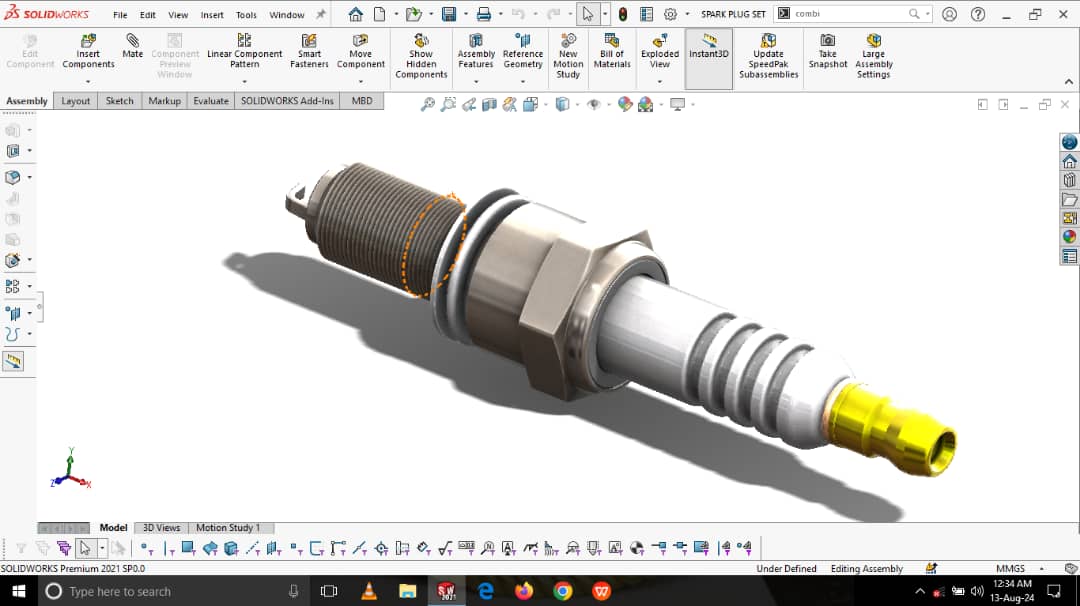 SOLIDWORKS File Edit View Insert Tools Window SPARK PLUG SET combi
Edit Component
Insert Components
Mate
Component Preview Window
Linear Component Pattern
Smart Fasteners
Move Component
Show Hidden Components
Assembly Features
Reference Geometry
New Motion Study
Bill of Materials
Exploded View
Instant3D
Update SpeedPak Subassemblies
Take Snapshot
Large Assembly Settings
Assembly Layout Sketch Markup Evaluate SOLIDWORKS Add-Ins MBD
Y
Z X
Model 3D Views Motion Study 1
SOLIDWORKS Premium 2021 SP0.0 Under Defined Editing Assembly MMGS
Type here to search
12:34 AM
13-Aug-24